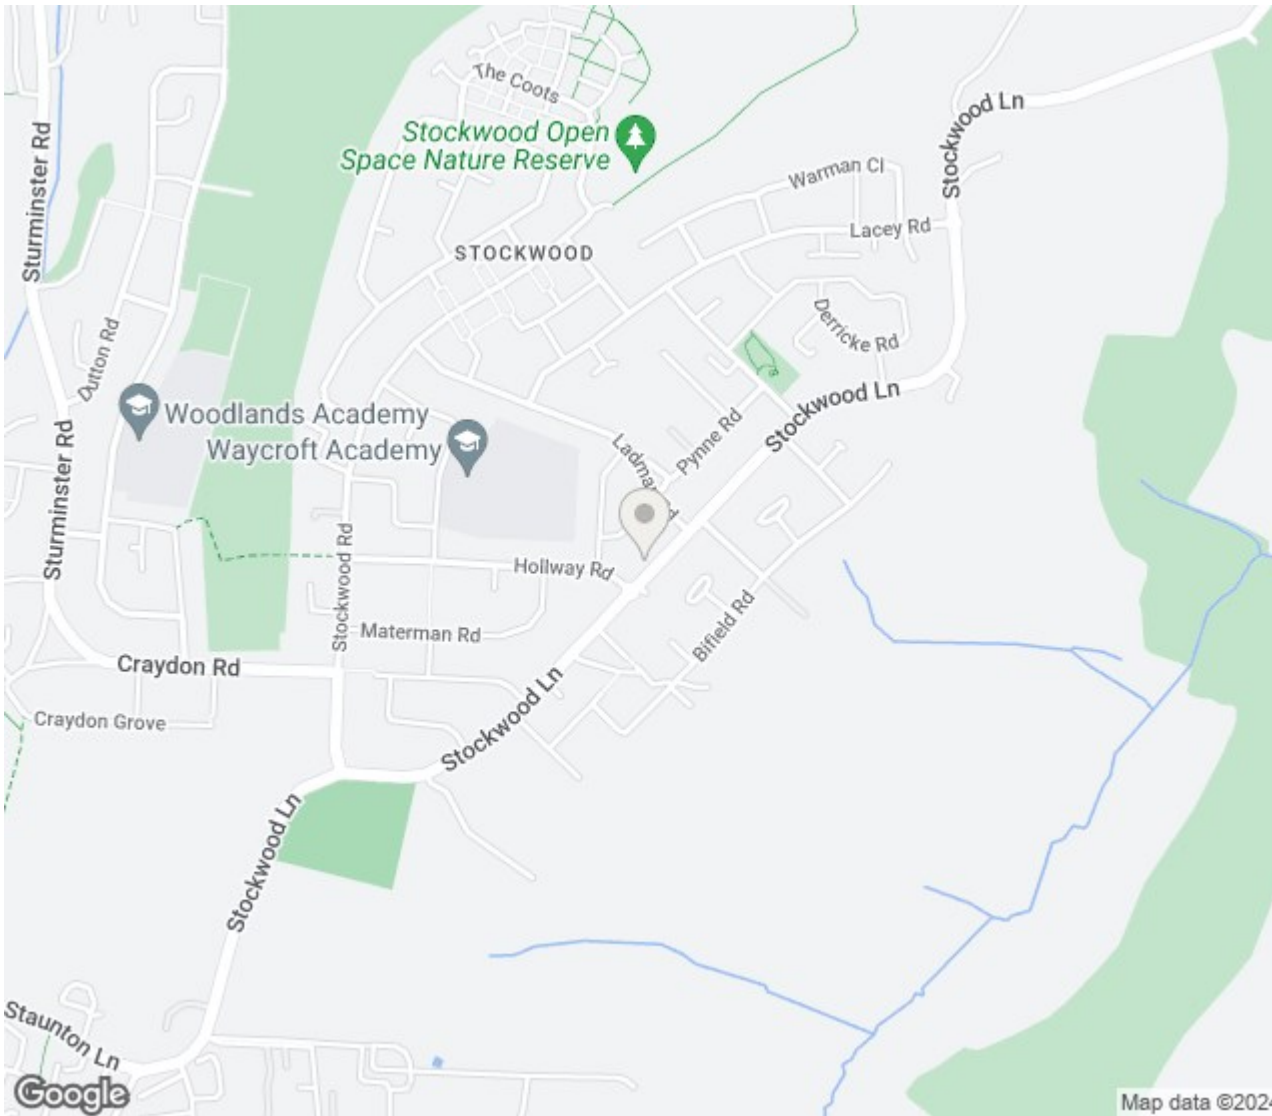 The Coots
Stockwood Open
Space Nature Reserve
Stockwood Ln
Sturminster Rd
Stockwood Ln
Warman Cl
Lacey Rd
STOCKWOOD
Derricke Rd
Dutton Rd
Woodlands Academy
Waycroft Academy
Stockwood Ln
Pynne Rd
Sturminster Rd
Stockwood Rd
Hollway Rd
Materman Rd
Bifield Rd
Craydon Rd
Craydon Grove
Stockwood Ln
Stockwood Ln
Staunton Ln
Google
Map data ©2024